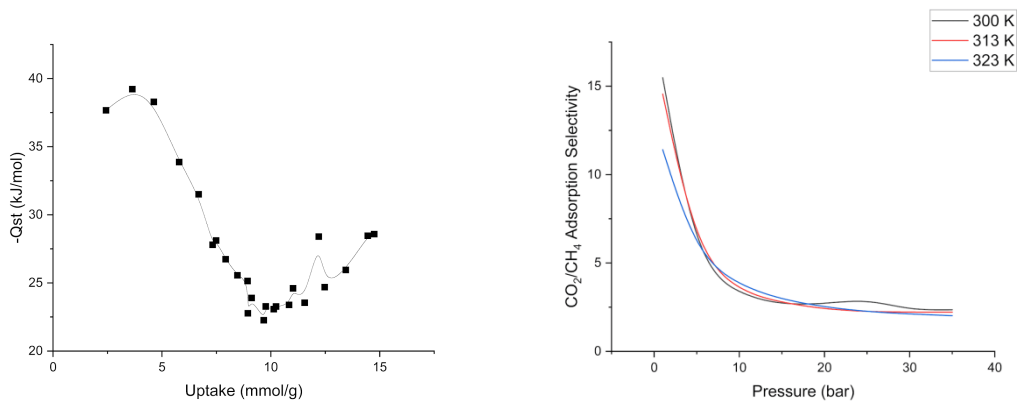 40
35
30
25
20
0
5
10
15
-Qst (kJ/mol)
Uptake (mmol/g)
300 K
313 K
323 K
15
10
5
0
0
10
20
30
40
CO₂/CH₄ Adsorption Selectivity
Pressure (bar)